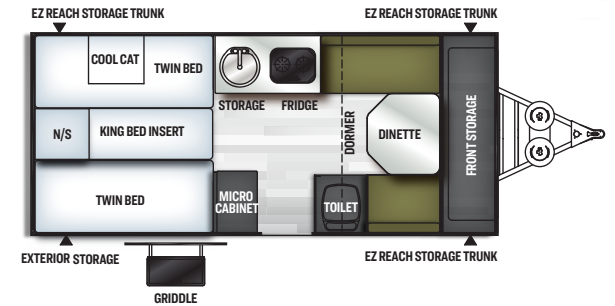 EZ REACH STORAGE TRUNK
EZ REACH STORAGE TRUNK
COOL CAT
TWIN BED
STORAGE
FRIDGE
N/S
KING BED INSERT
DORMER
DINETTE
FRONT STORAGE
TWIN BED
MICRO
CABINET
TOILET
EXTERIOR STORAGE
EZ REACH STORAGE TRUNK
GRIDDLE